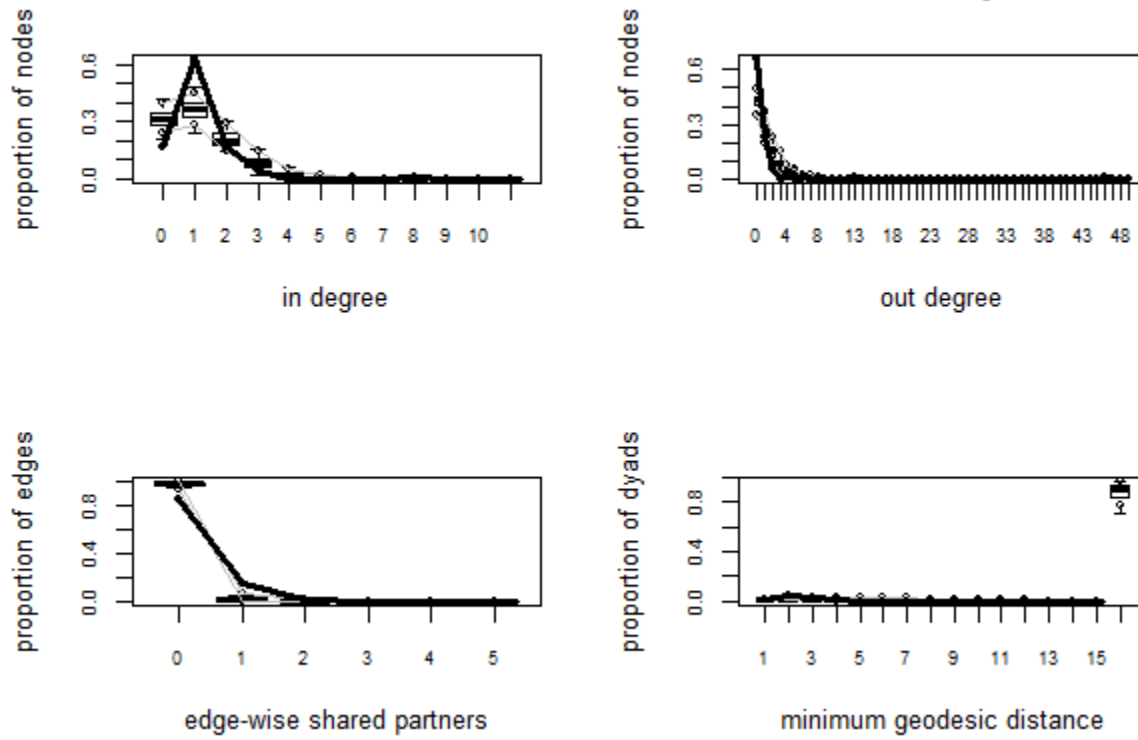 proportion of nodes
0.6
0.3
0.0
0 1 2 3 4 5 6 7 8 9 10
in degree
proportion of nodes
0.6
0.3
0.0
0 4 8 13 18 23 28 33 38 43 48
out degree
proportion of edges
0.8
0.4
0.0
0 1 2 3 4 5
edge-wise shared partners
proportion of dyads
0.8
0.4
0.0
1 3 5 7 9 11 13 15
minimum geodesic distance